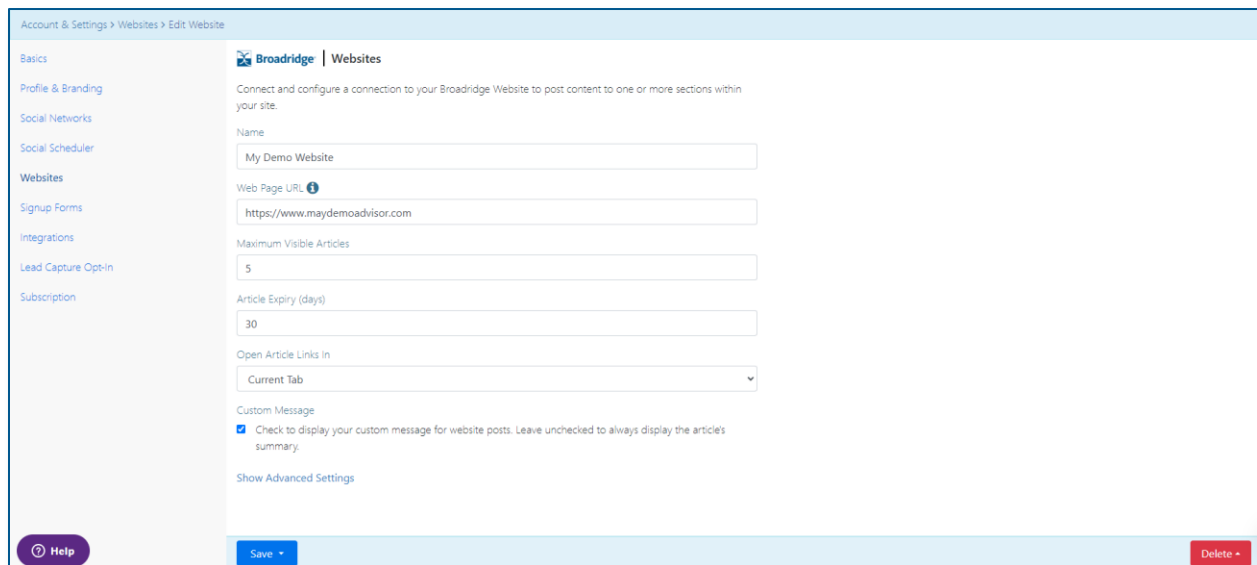 Account & Settings > Websites > Edit Website
Basics
Profile & Branding
Social Networks
Social Scheduler
Websites
Signup Forms
Integrations
Lead Capture Opt-In
Subscription
Broadridge | Websites
Connect and configure a connection to your Broadridge Website to post content to one or more sections within
your site.
Name
My Demo Website
Web Page URL
https://www.maydemoadvisor.com
Maximum Visible Articles
5
Article Expiry (days)
30
Open Article Links In
Current Tab
Custom Message
Check to display your custom message for website posts. Leave unchecked to always display the article's
summary.
Show Advanced Settings
Help
Save
Delete